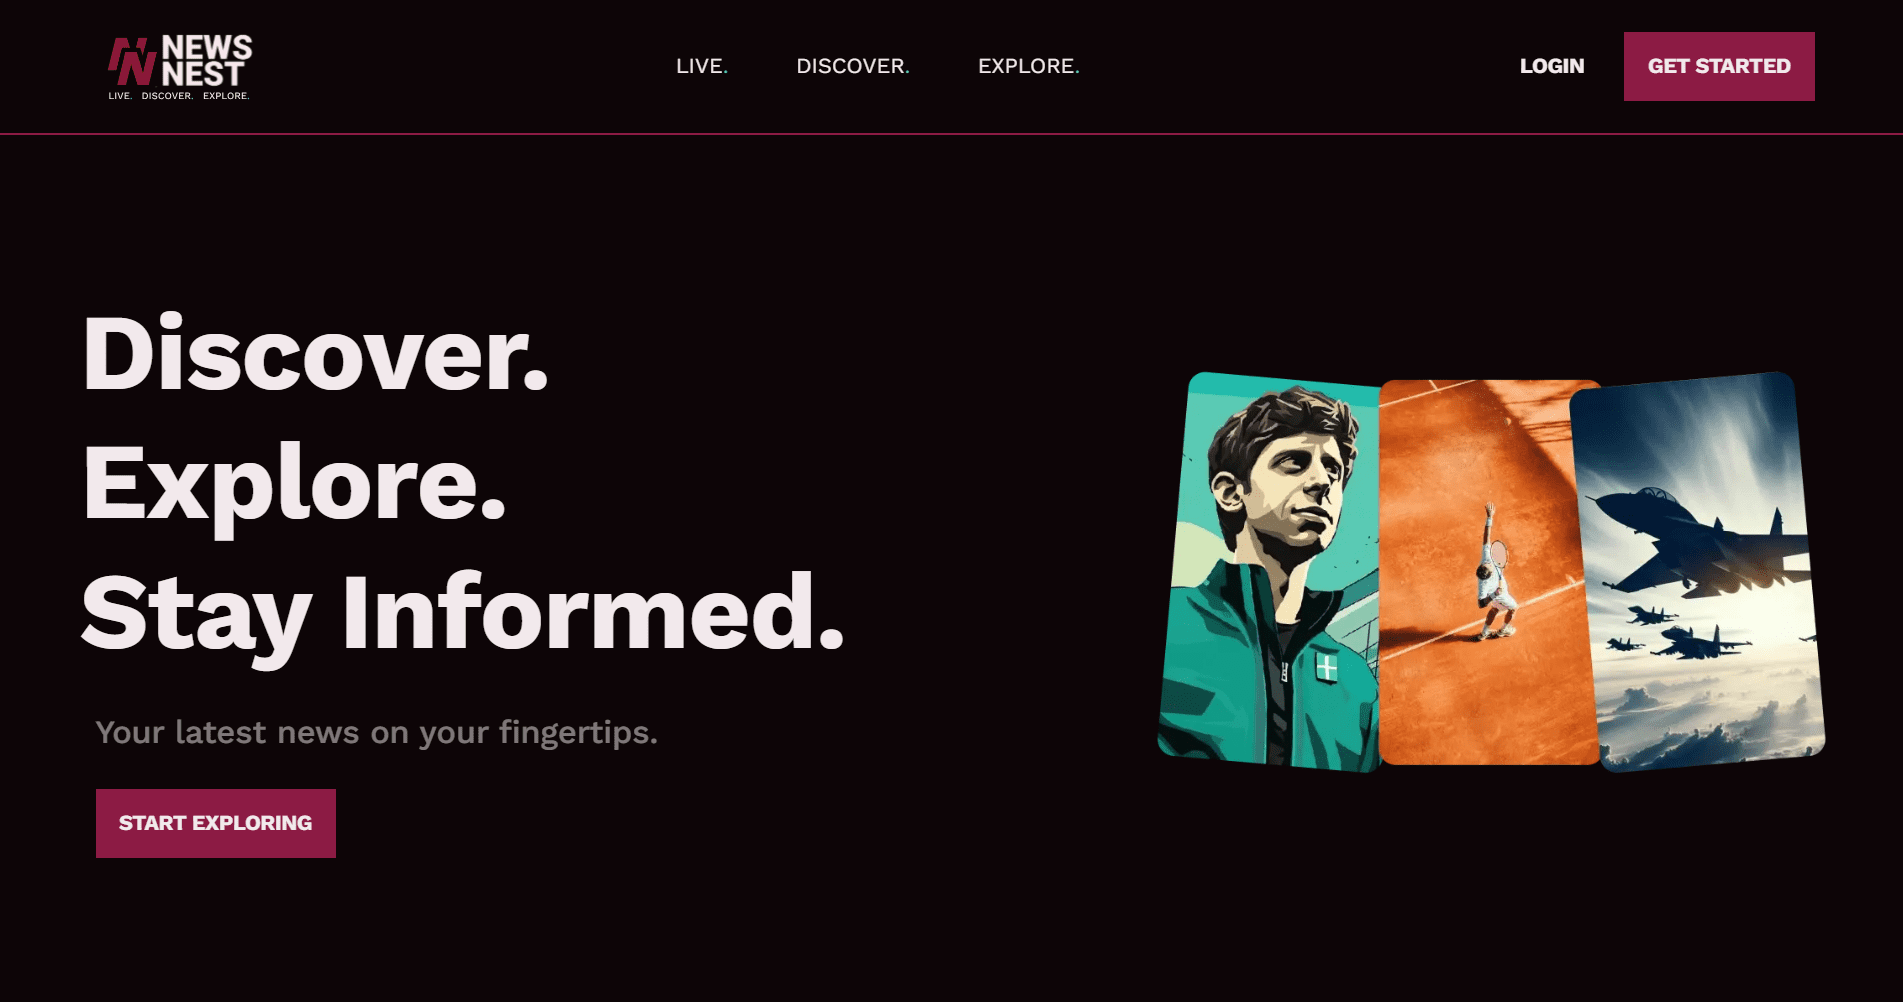 NEWS
NEST
LIVE. DISCOVER. EXPLORE.
LIVE. DISCOVER. EXPLORE.
LOGIN GET STARTED
Discover.
Explore.
Stay Informed.
Your latest news on your fingertips.
START EXPLORING